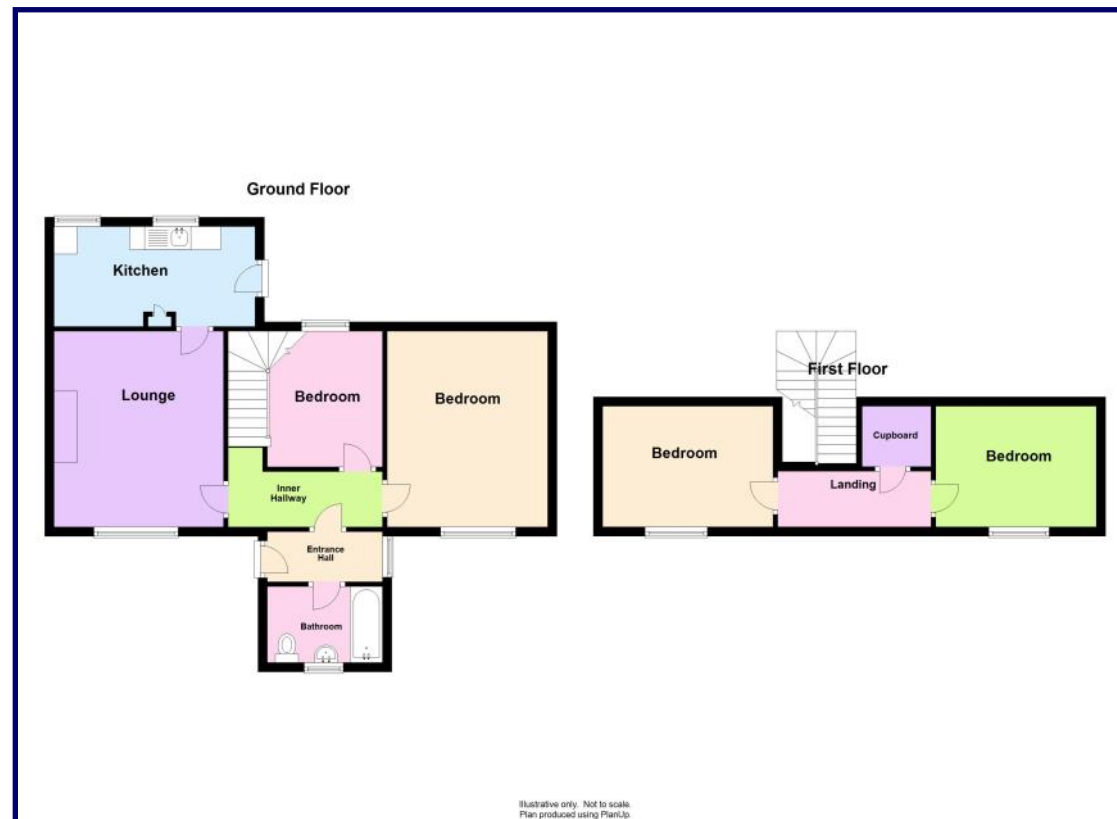 Ground Floor
Kitchen
Lounge
Bedroom
Bedroom
Inner
Hallway
Entrance
Hall
Bathroom
First Floor
Bedroom
Cupboard
Bedroom
Landing
Illustrative only. Not to scale.
Plan produced using PlanUp.